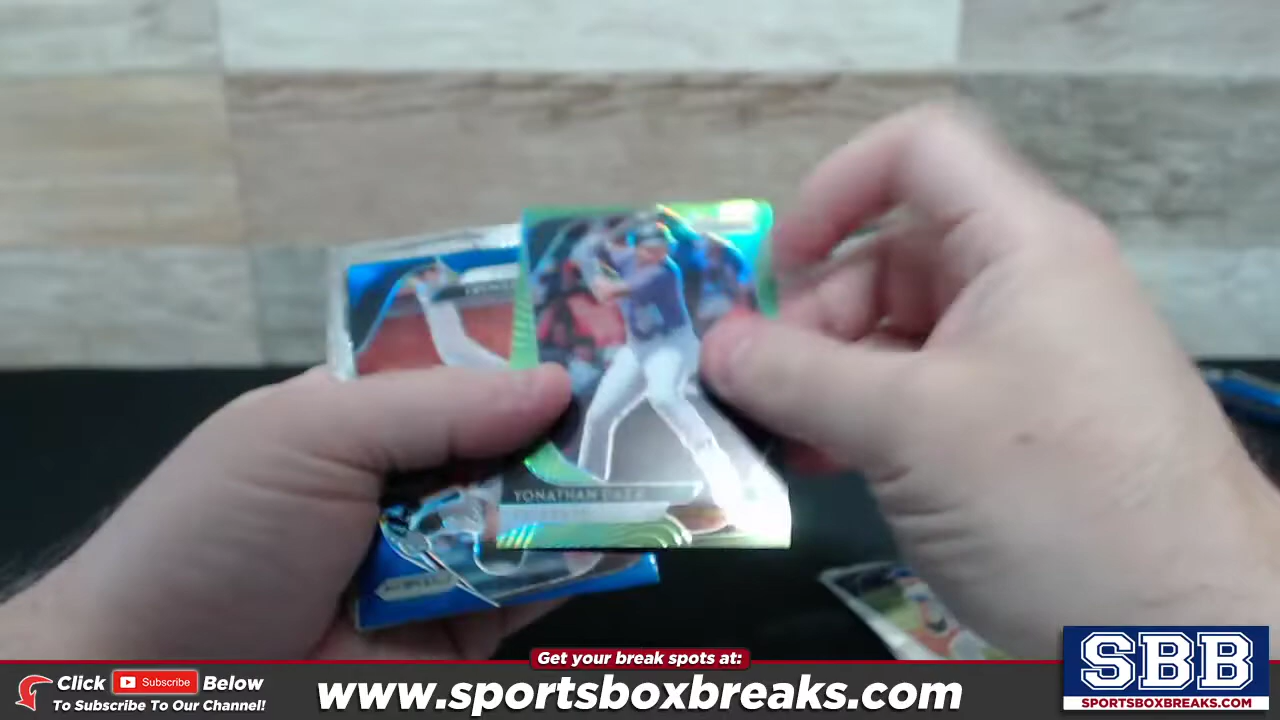 YONATHAN DAZA
Get your break spots at:
Click Subscribe Below
To Subscribe To Our Channel!
www.sportsboxbreaks.com
SBB
SPORTSBOXBREAKS.COM